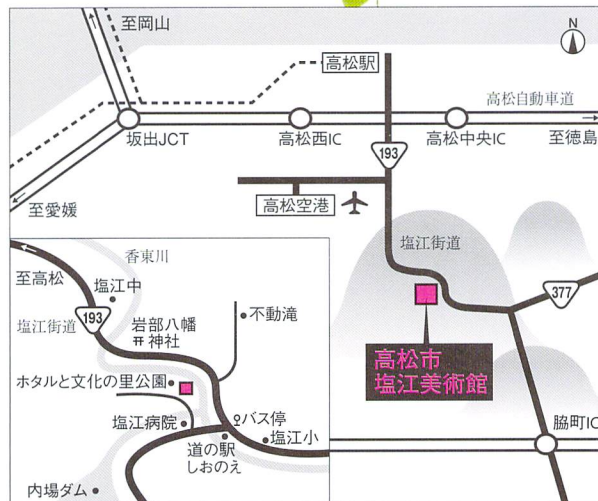 至岡山
N
高松駅
高松自動車道
坂出JCT
高松西IC
高松中央IC
至徳島
193
至愛媛
高松空港
塩江街道
377
高松市
塩江美術館
脇町IC
香東川
至高松
塩江中
193
塩江街道
岩部八幡
神社
不動滝
ホタルと文化の里公園
塩江病院
バス停
道の駅
しおのえ
塩江小
内場ダム